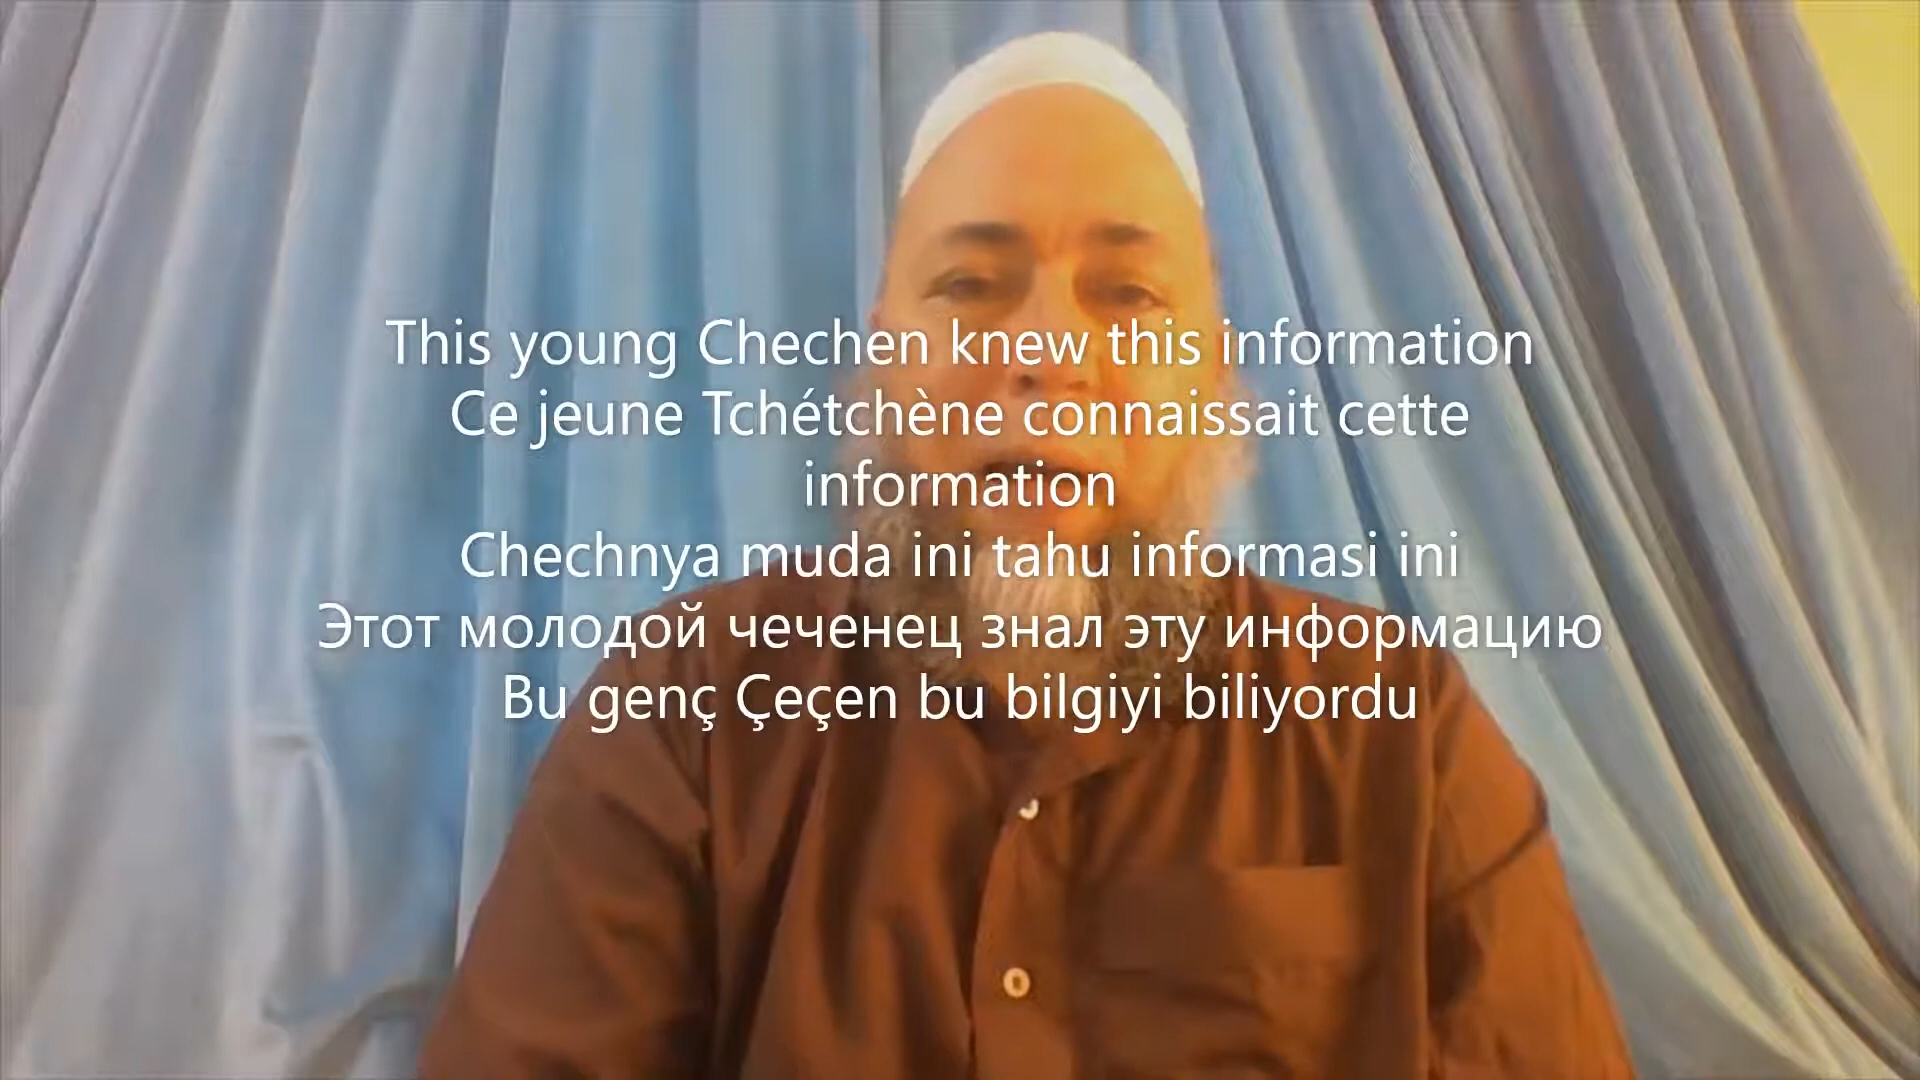 This young Chechen knew this information
Ce jeune Tchétchène connaissait cette
information
Chechnya muda ini tahu informasi ini
Этот молодой чеченец знал эту информацию
Bu genç Çeçen bu bilgiyi biliyordu